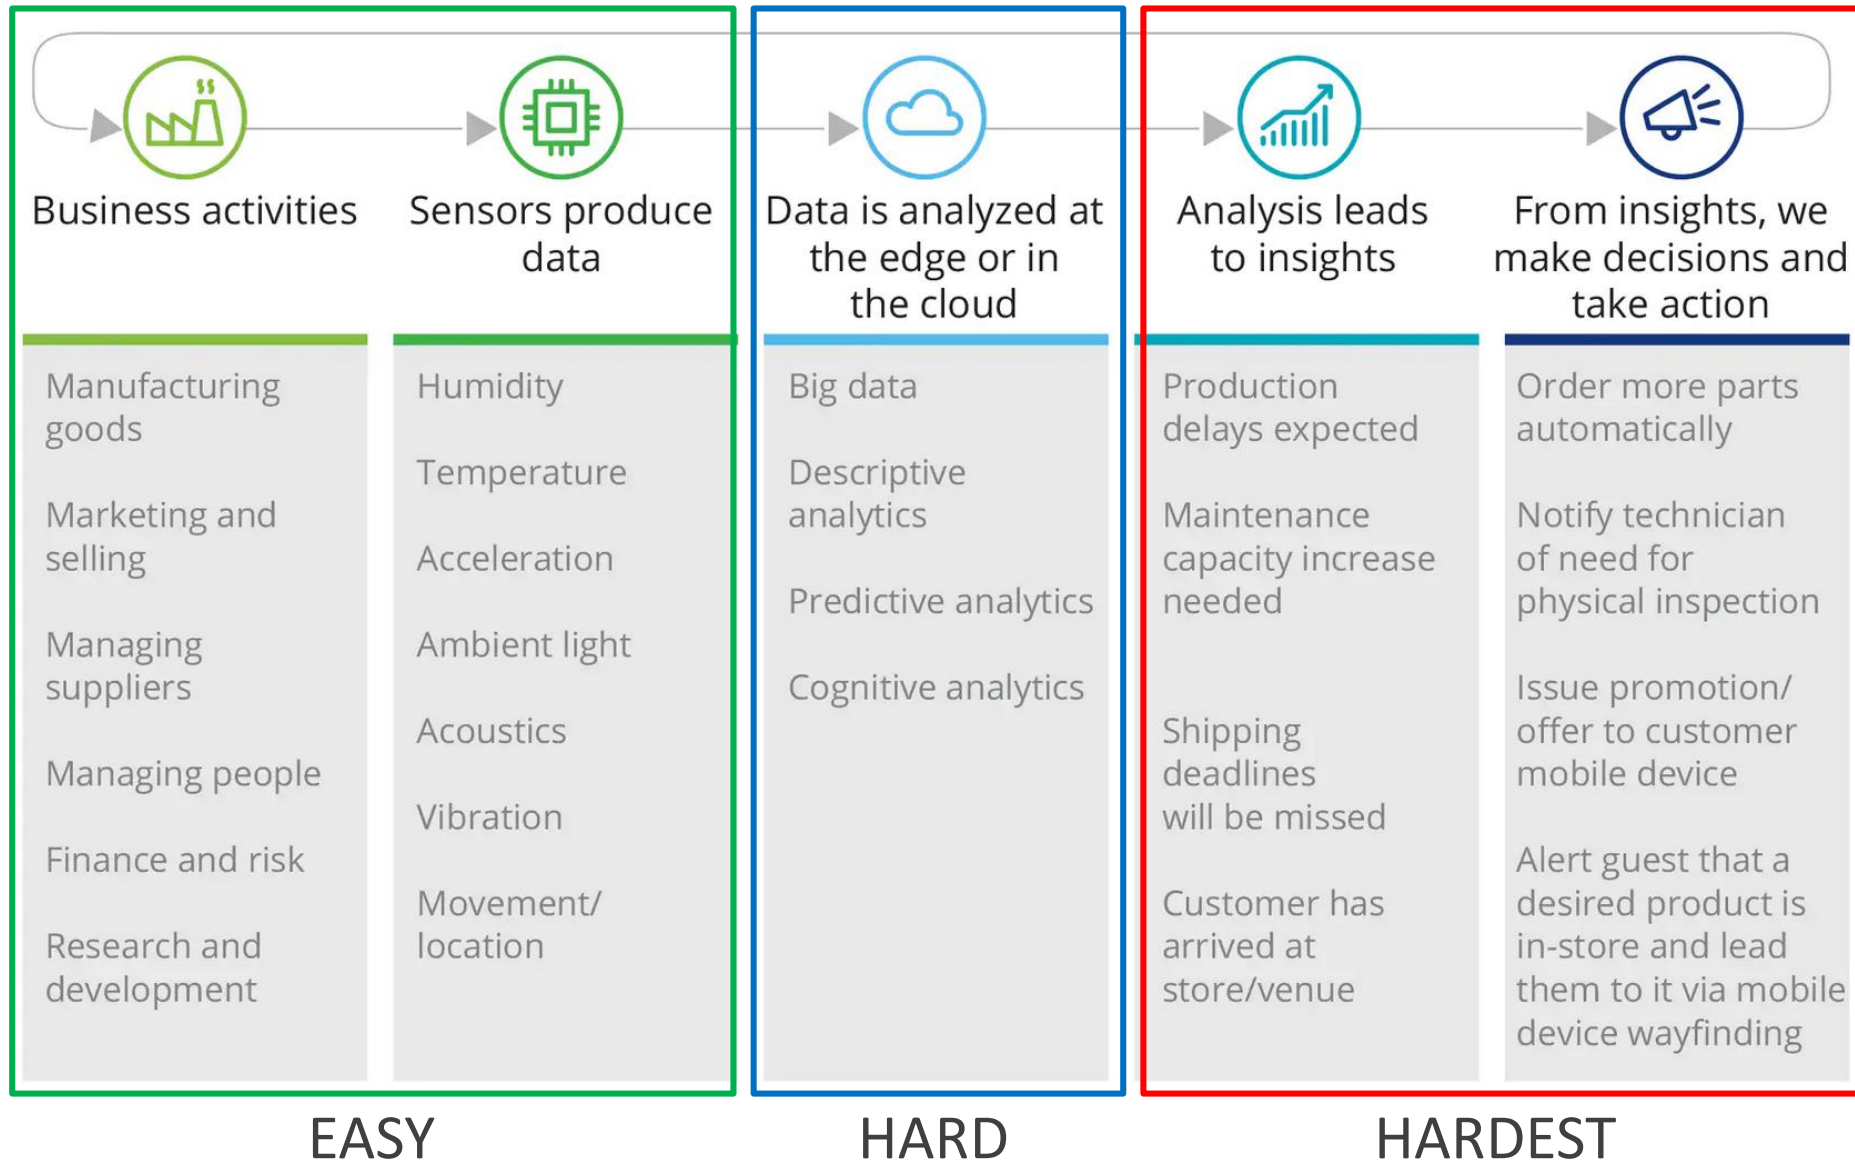 Business activities
Sensors produce
data
Data is analyzed at
the edge or in
the cloud
Analysis leads
to insights
From insights, we
make decisions and
take action
Manufacturing
goods
Marketing and
selling
Managing
suppliers
Managing people
Finance and risk
Research and
development
Humidity
Temperature
Acceleration
Ambient light
Acoustics
Vibration
Movement/
location
Big data
Descriptive
analytics
Predictive analytics
Cognitive analytics
Production
delays expected
Maintenance
capacity increase
needed
Shipping
deadlines
will be missed
Customer has
arrived at
store/venue
Order more parts
automatically
Notify technician
of need for
physical inspection
Issue promotion/
offer to customer
mobile device
Alert guest that a
desired product is
in-store and lead
them to it via mobile
device wayfinding
EASY
HARD
HARDEST